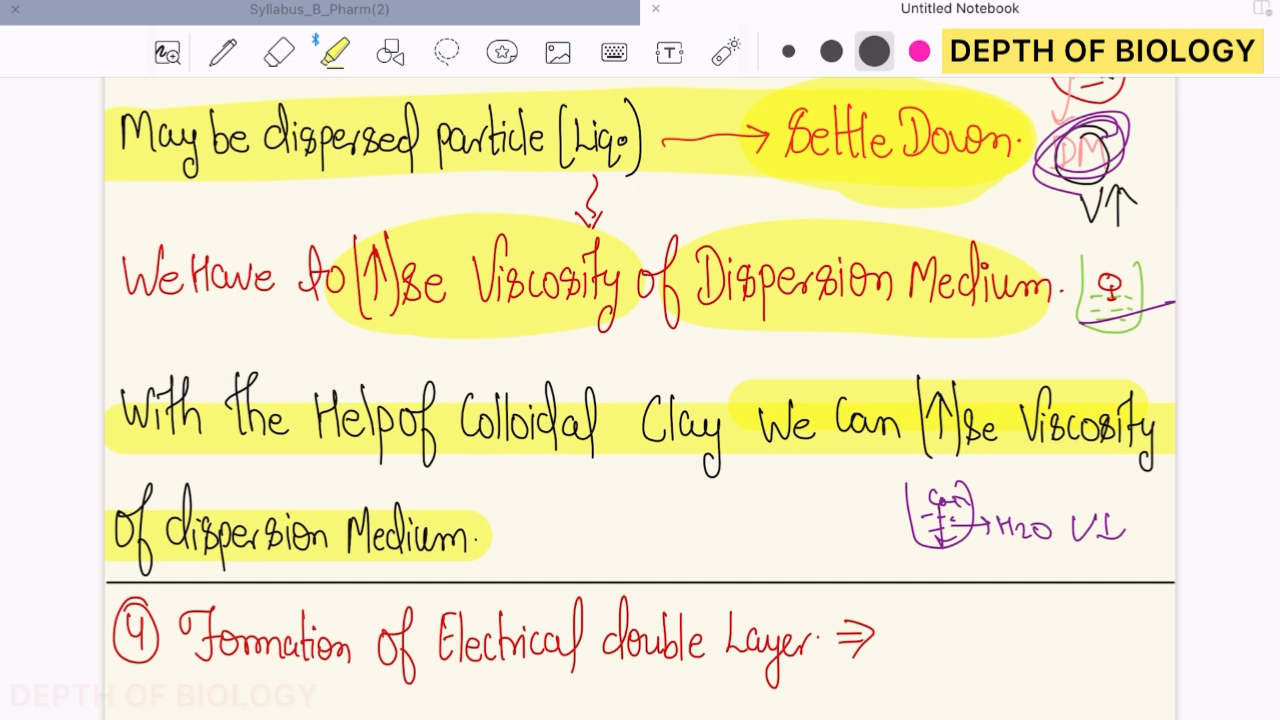 Syllabus_B_Pharm(2)
Untitled Notebook
DEPTH OF BIOLOGY
May be dispersed particle (Liq.) → Settle Down.
DM
V↑
We Have to (↑)se Viscosity of Dispersion Medium.
With the Help of Colloidal Clay We Can (↑)se Viscosity
of dispersion Medium.
→ H2O
④ Formation of Electrical double Layer. ⇒
DEPTH OF BIOLOGY